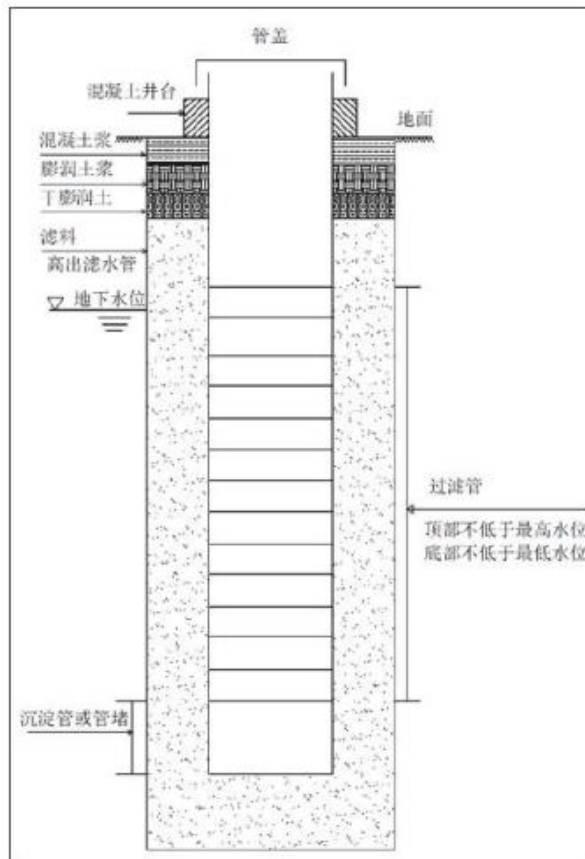 管盖
混凝土井台
地面
混凝土浆
膨润土浆
干膨润土
滤料
高出滤水管
地下水位
过滤管
顶部不低于最高水位
底部不低于最低水位
沉淀管或管堵